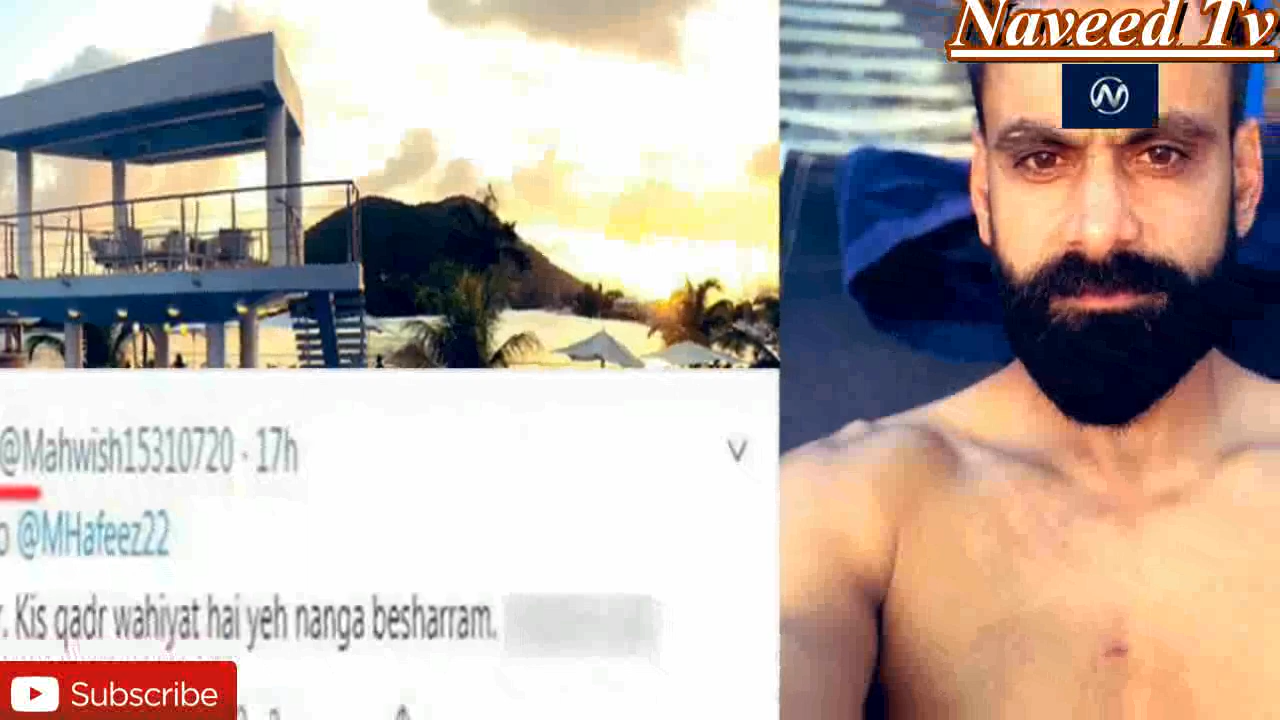 Naveed Tv
N
@Mahwish15310720 · 17h
@MHafeez22
Kis qadr wahiyat hai yeh nanga besharram.
Subscribe